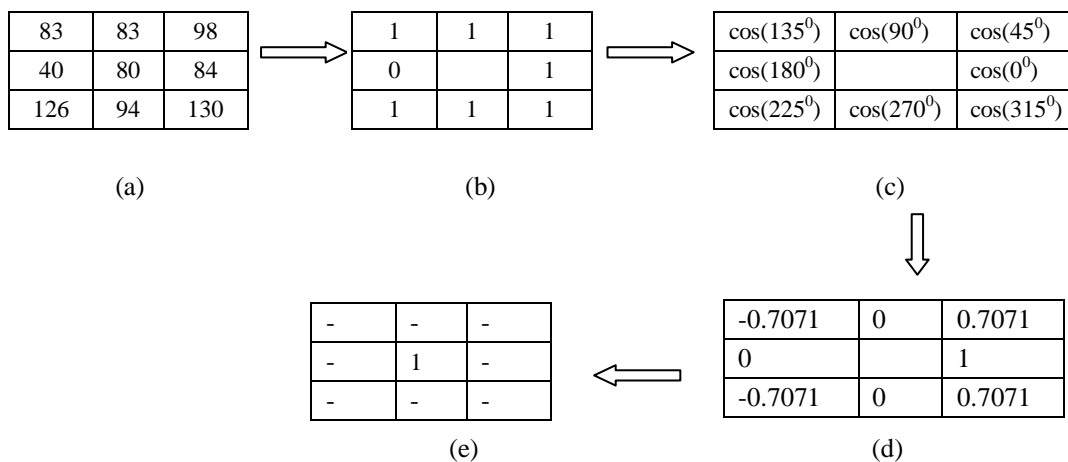 83 83 98
40 80 84
126 94 130
(a)
1 1 1
0 1
1 1 1
(b)
cos(135⁰) cos(90⁰) cos(45⁰)
cos(180⁰) cos(0⁰)
cos(225⁰) cos(270⁰) cos(315⁰)
(c)
-0.7071 0 0.7071
0 1
-0.7071 0 0.7071
(d)
- - -
- 1 -
- - -
(e)